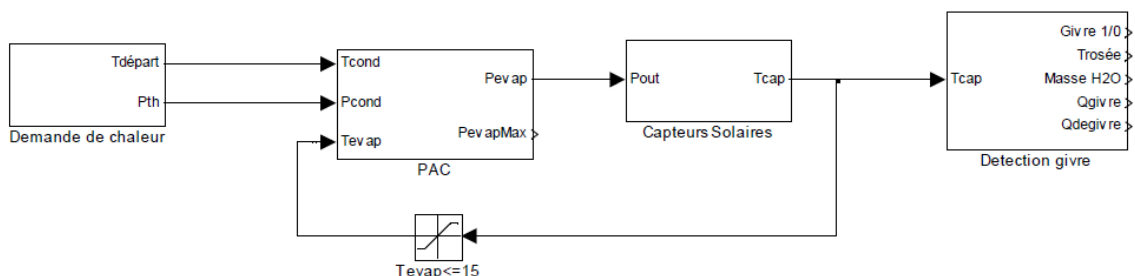 Tdépart
Pth
Demande de chaleur
Tcond
Pcond
Tevap
Pevap
PevapMax
PAC
Pout
Tcap
Capteurs Solaires
Tcap
Givre 1/0
Trosée
Masse H2O
Qgivre
Qdegivre
Detection givre
Tevap<=15